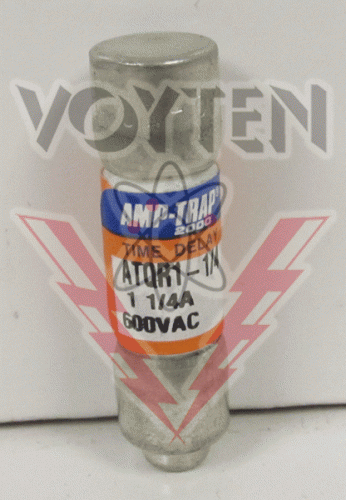 VOYTEN
AMP-TRAP®
2000
TIME DELAY
ATQR1-1/4
1 1/4A
600VAC